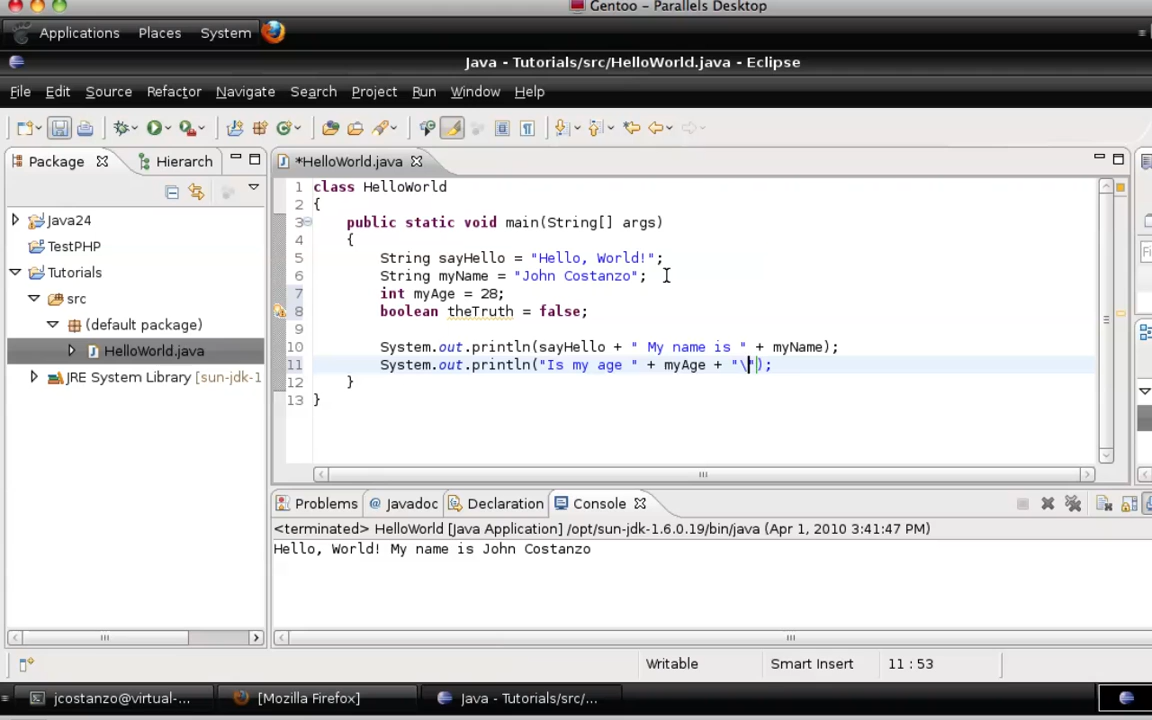 Gentoo - Parallels Desktop
Applications Places System
Java - Tutorials/src/HelloWorld.java - Eclipse
File Edit Source Refactor Navigate Search Project Run Window Help
Package Hierarch *HelloWorld.java
Java24
TestPHP
Tutorials
src
(default package)
HelloWorld.java
JRE System Library [sun-jdk-1
1 class HelloWorld
2 {
3 public static void main(String[] args)
4 {
5 String sayHello = "Hello, World!";
6 String myName = "John Costanzo";
7 int myAge = 28;
8 boolean theTruth = false;
9
10 System.out.println(sayHello + " My name is " + myName);
11 System.out.println("Is my age " + myAge + "\");
12 }
13 }
Problems Javadoc Declaration Console
<terminated> HelloWorld [Java Application] /opt/sun-jdk-1.6.0.19/bin/java (Apr 1, 2010 3:41:47 PM)
Hello, World! My name is John Costanzo
Writable Smart Insert 11 : 53
jcostanzo@virtual-... [Mozilla Firefox] Java - Tutorials/src/...